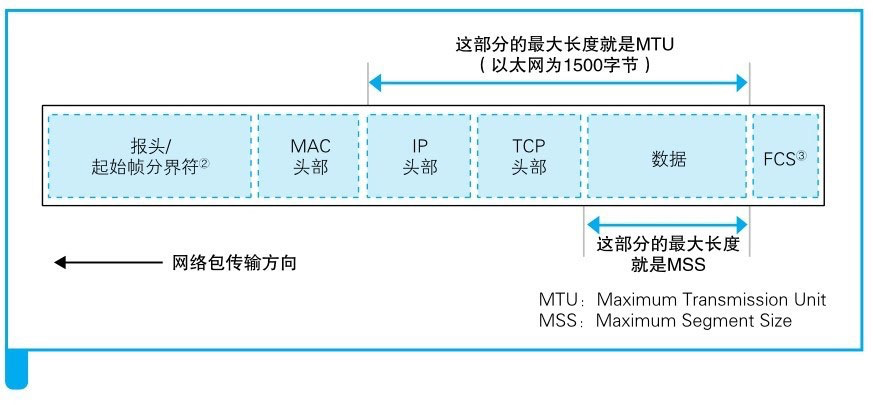 这部分的最大长度就是MTU
（以太网为1500字节）
报头/
起始帧分界符②
MAC
头部
IP
头部
TCP
头部
数据
FCS③
这部分的最大长度
就是MSS
网络包传输方向
MTU：Maximum Transmission Unit
MSS：Maximum Segment Size